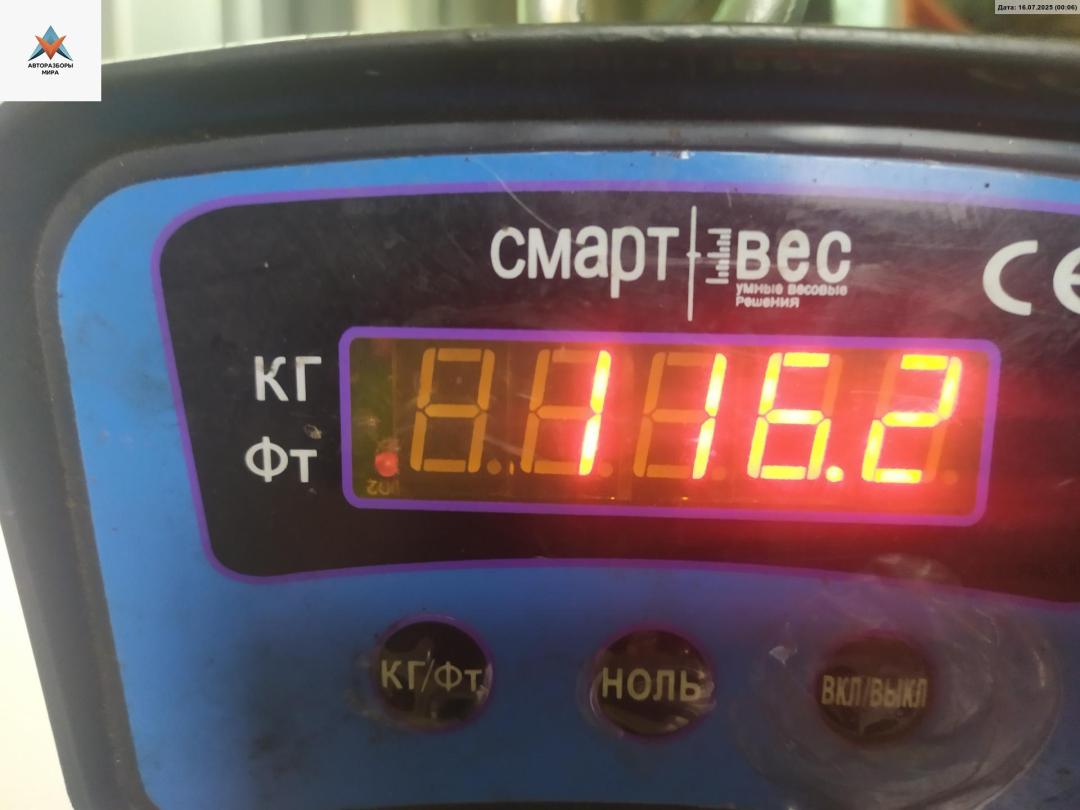 Дата: 16.07.2025 (00:06)
АВТОРАЗБОРЫ
МИРА
смарт вес
умные весовые
Решения
CE
КГ
Фт
116.2
КГ/Фт
НОЛЬ
ВКЛ/ВЫКЛ